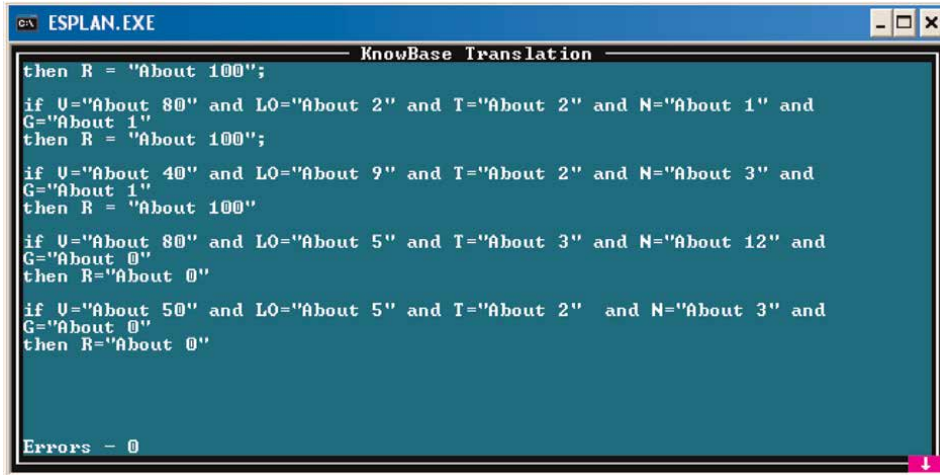 ESPLAN.EXE
KnowBase Translation
then R = "About 100";
if V="About 80" and LO="About 2" and T="About 2" and N="About 1" and
G="About 1"
then R = "About 100";
if V="About 40" and LO="About 9" and T="About 2" and N="About 3" and
G="About 1"
then R = "About 100"
if V="About 80" and LO="About 5" and T="About 3" and N="About 12" and
G="About 0"
then R="About 0"
if V="About 50" and LO="About 5" and T="About 2"  and N="About 3" and
G="About 0"
then R="About 0"
Errors - 0